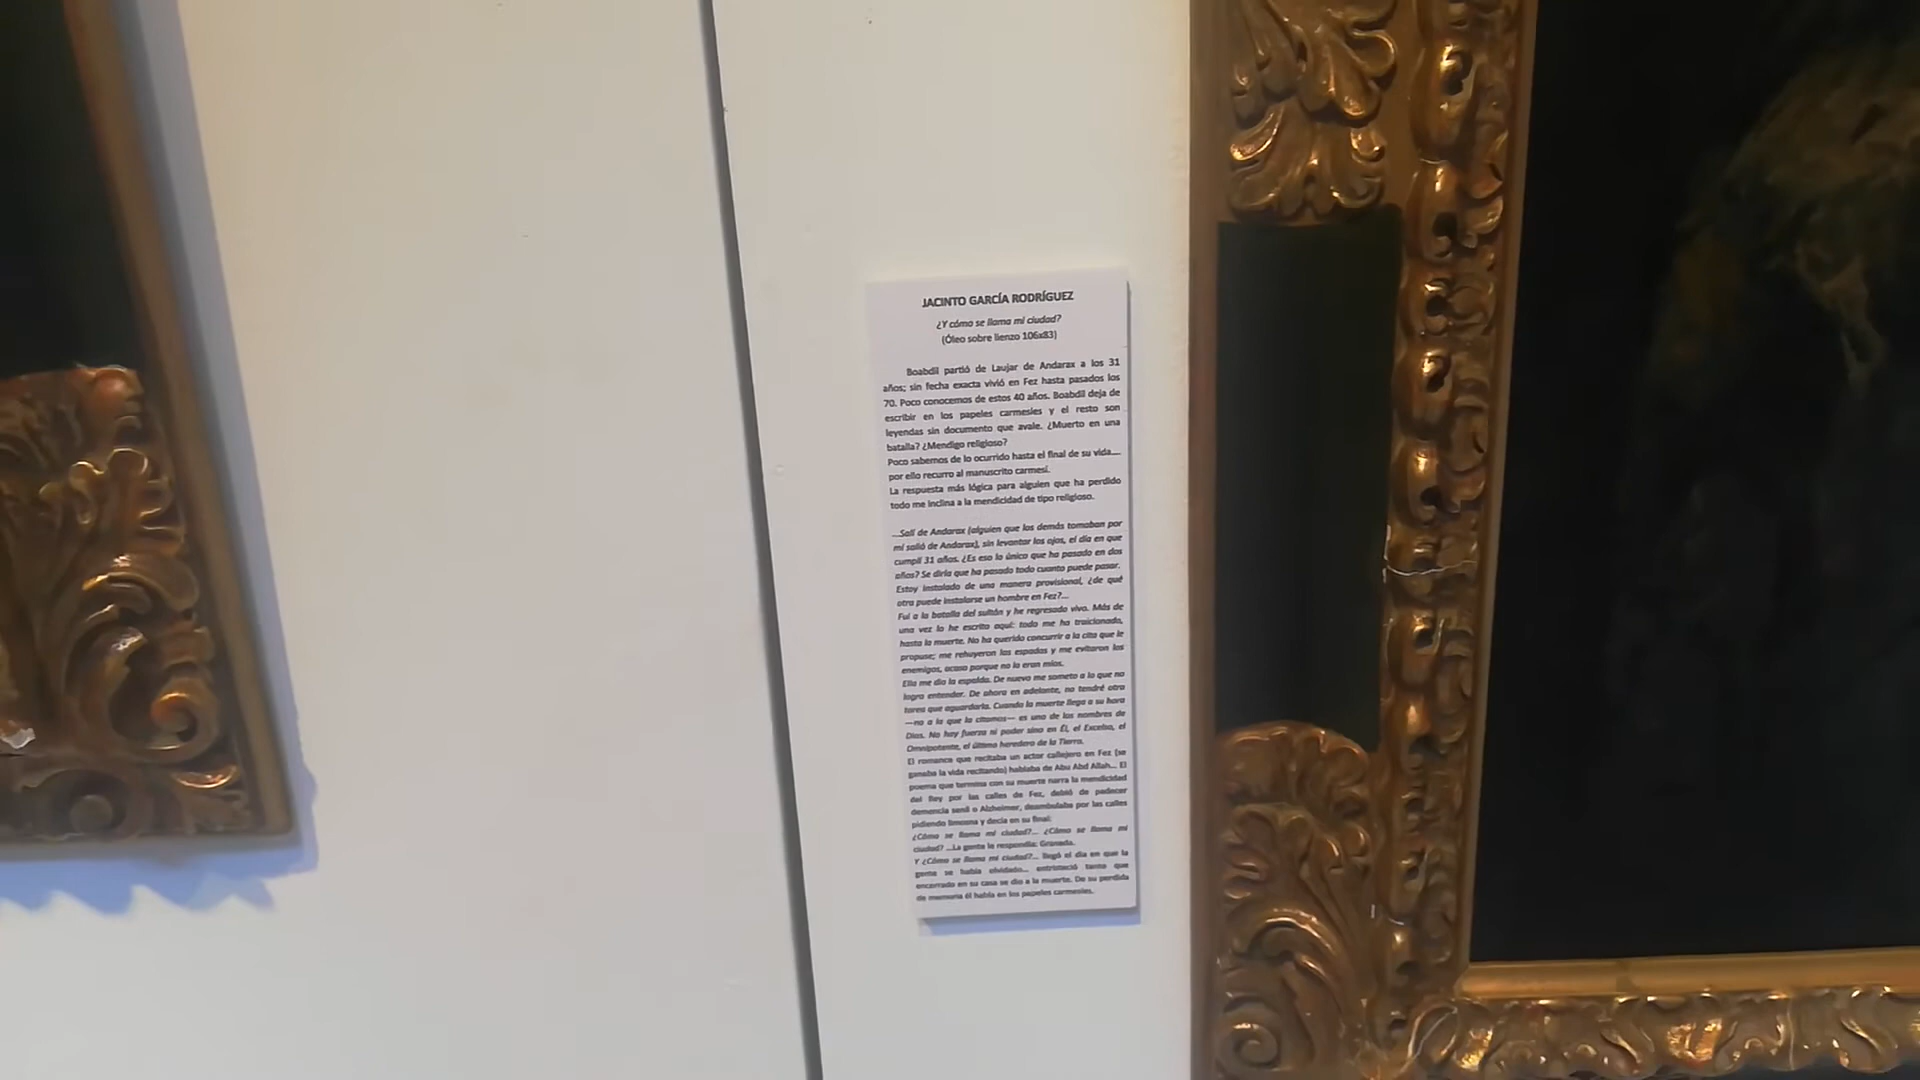 JACINTO GARCÍA RODRÍGUEZ
¿Y cómo se llama mi ciudad?
(Óleo sobre lienzo 106x83)
Boabdil partió de Laujar de Andarax a los 31
años; sin fecha exacta vivió en Fez hasta pasados los
70. Poco conocemos de estos 40 años. Boabdil deja de
escribir en los papeles carmesíes y el resto son
leyendas sin documento que avale. ¿Muerto en una
batalla? ¿Mendigo religioso?
Poco sabemos de lo ocurrido hasta el final de su vida...
por ello recurro al manuscrito carmesí.
La respuesta más lógica para alguien que ha perdido
todo me inclina a la mendicidad de tipo religioso.
...Salí de Andarax (alguien que los demás tomaban por
mí salió de Andarax), sin levantar los ojos, el día en que
cumplí 31 años. ¿Es eso lo único que ha pasado en dos
años? Se diría que ha pasado todo cuanto puede pasar.
Estoy instalado de una manera provisional, ¿de qué
otra puede instalarse un hombre en Fez?...
Fui a la batalla del sultán y he regresado vivo. Más de
una vez lo he escrito aquí: todo me ha traicionado,
hasta la muerte. No ha querido concurrir a la cita que le
propuse; me rehuyeron las espadas y me evitaron los
enemigos, acaso porque no lo eran míos.
Ella me dio la espalda. De nuevo me someto a lo que no
logro entender. De ahora en adelante, no tendré otra
tarea que aguardarla. Cuando la muerte llega a su hora
—no a la que la citamos— es uno de los nombres de
Dios. No hay fuerza ni poder sino en Él, el Excelso, el
Omnipotente, el último heredero de la Tierra.
El romance que recitaba un actor callejero en Fez (se
ganaba la vida recitando) hablaba de Abu Abd Allah... El
poema que termina con su muerte narra la mendicidad
del Rey por las calles de Fez, debió de padecer
demencia senil o Alzheimer, deambulaba por las calles
pidiendo limosna y decía en su final:
¿Cómo se llama mi ciudad?... ¿Cómo se llama mi
ciudad? ...La gente le respondía: Granada.
Y ¿Cómo se llama mi ciudad?... llegó el día en que la
gente se había olvidado... entristeció tanto que
encerrado en su casa se dio a la muerte. De su perdida
de memoria él habla en los papeles carmesíes.